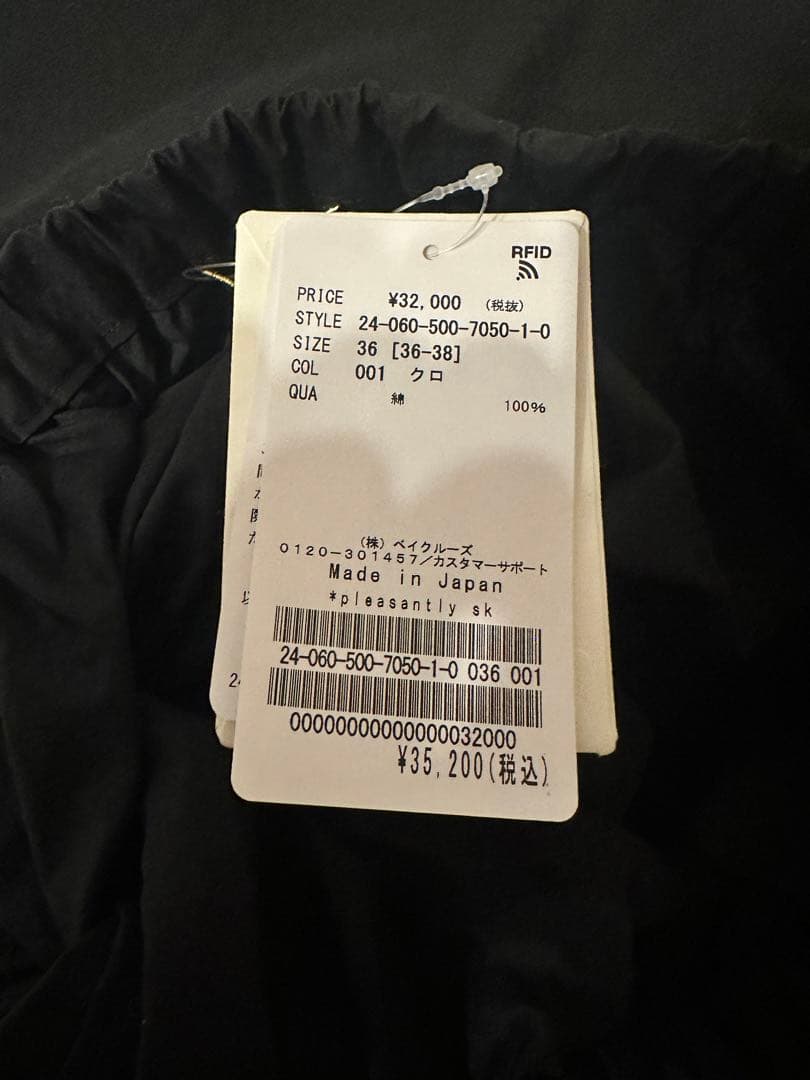 RFID
PRICE ¥32,000 (税抜)
STYLE 24-060-500-7050-1-0
SIZE 36 [36-38]
COL 001 クロ
QUA 綿 100%
(株) ベイクルーズ
0120-301457/カスタマーサポート
Made in Japan
*pleasantly sk
24-060-500-7050-1-0 036 001
00000000000000032000
¥35,200(税込)